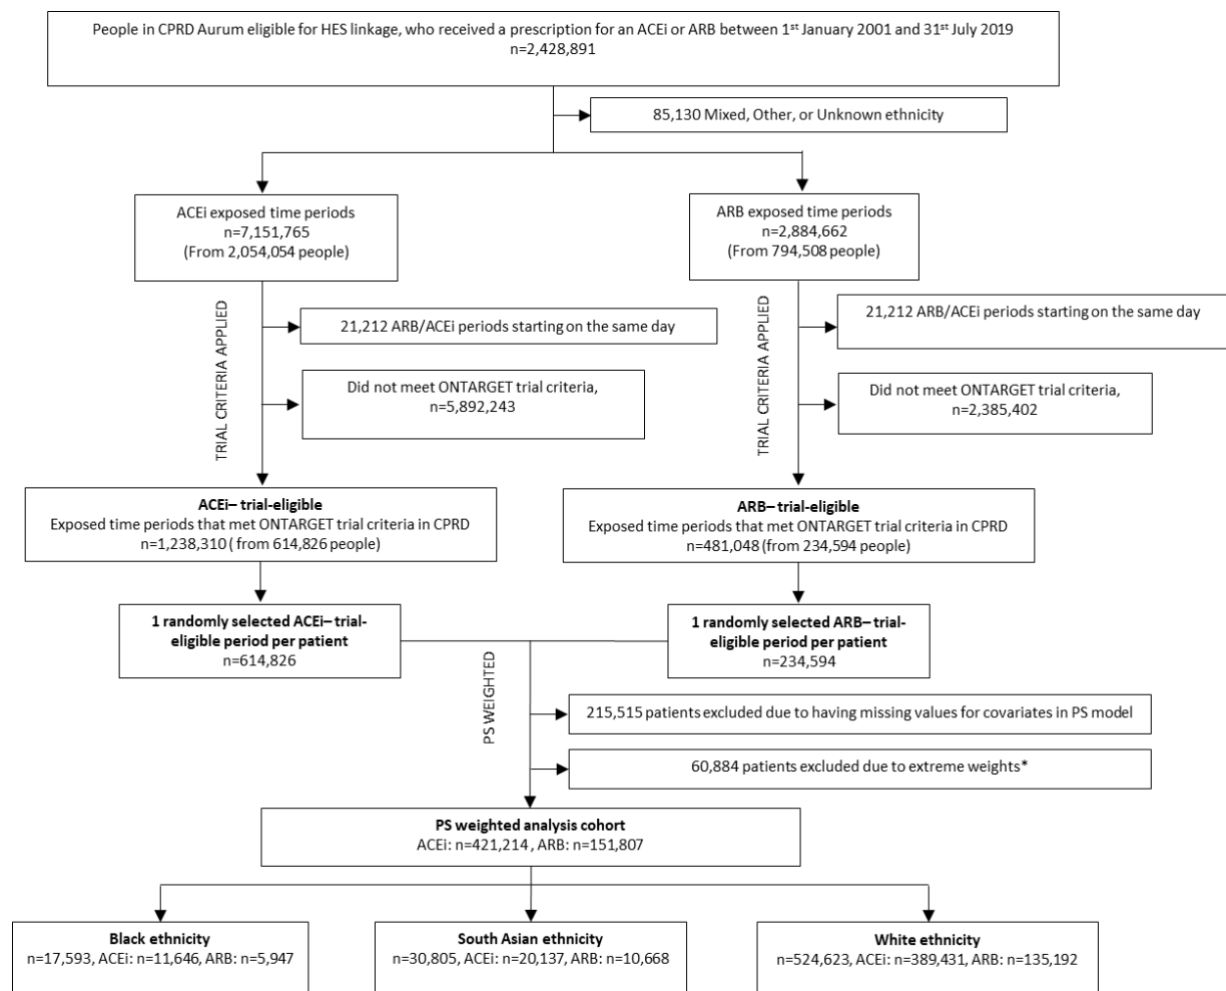 People in CPRD Aurum eligible for HES linkage, who received a prescription for an ACEi or ARB between 1st January 2001 and 31st July 2019
n=2,428,891
85,130 Mixed, Other, or Unknown ethnicity
ACEi exposed time periods
n=7,151,765
(From 2,054,054 people)
ARB exposed time periods
n=2,884,662
(From 794,508 people)
TRIAL CRITERIA APPLIED
21,212 ARB/ACEi periods starting on the same day
Did not meet ONTARGET trial criteria,
n=5,892,243
TRIAL CRITERIA APPLIED
21,212 ARB/ACEi periods starting on the same day
Did not meet ONTARGET trial criteria,
n=2,385,402
ACEi– trial-eligible
Exposed time periods that met ONTARGET trial criteria in CPRD
n=1,238,310 ( from 614,826 people)
ARB– trial-eligible
Exposed time periods that met ONTARGET trial criteria in CPRD
n=481,048 (from 234,594 people)
1 randomly selected ACEi– trial-
eligible period per patient
n=614,826
1 randomly selected ARB– trial-
eligible period per patient
n=234,594
PS WEIGHTED
215,515 patients excluded due to having missing values for covariates in PS model
60,884 patients excluded due to extreme weights*
PS weighted analysis cohort
ACEi: n=421,214 , ARB: n=151,807
Black ethnicity
n=17,593, ACEi: n=11,646, ARB: n=5,947
South Asian ethnicity
n=30,805, ACEi: n=20,137, ARB: n=10,668
White ethnicity
n=524,623, ACEi: n=389,431, ARB: n=135,192